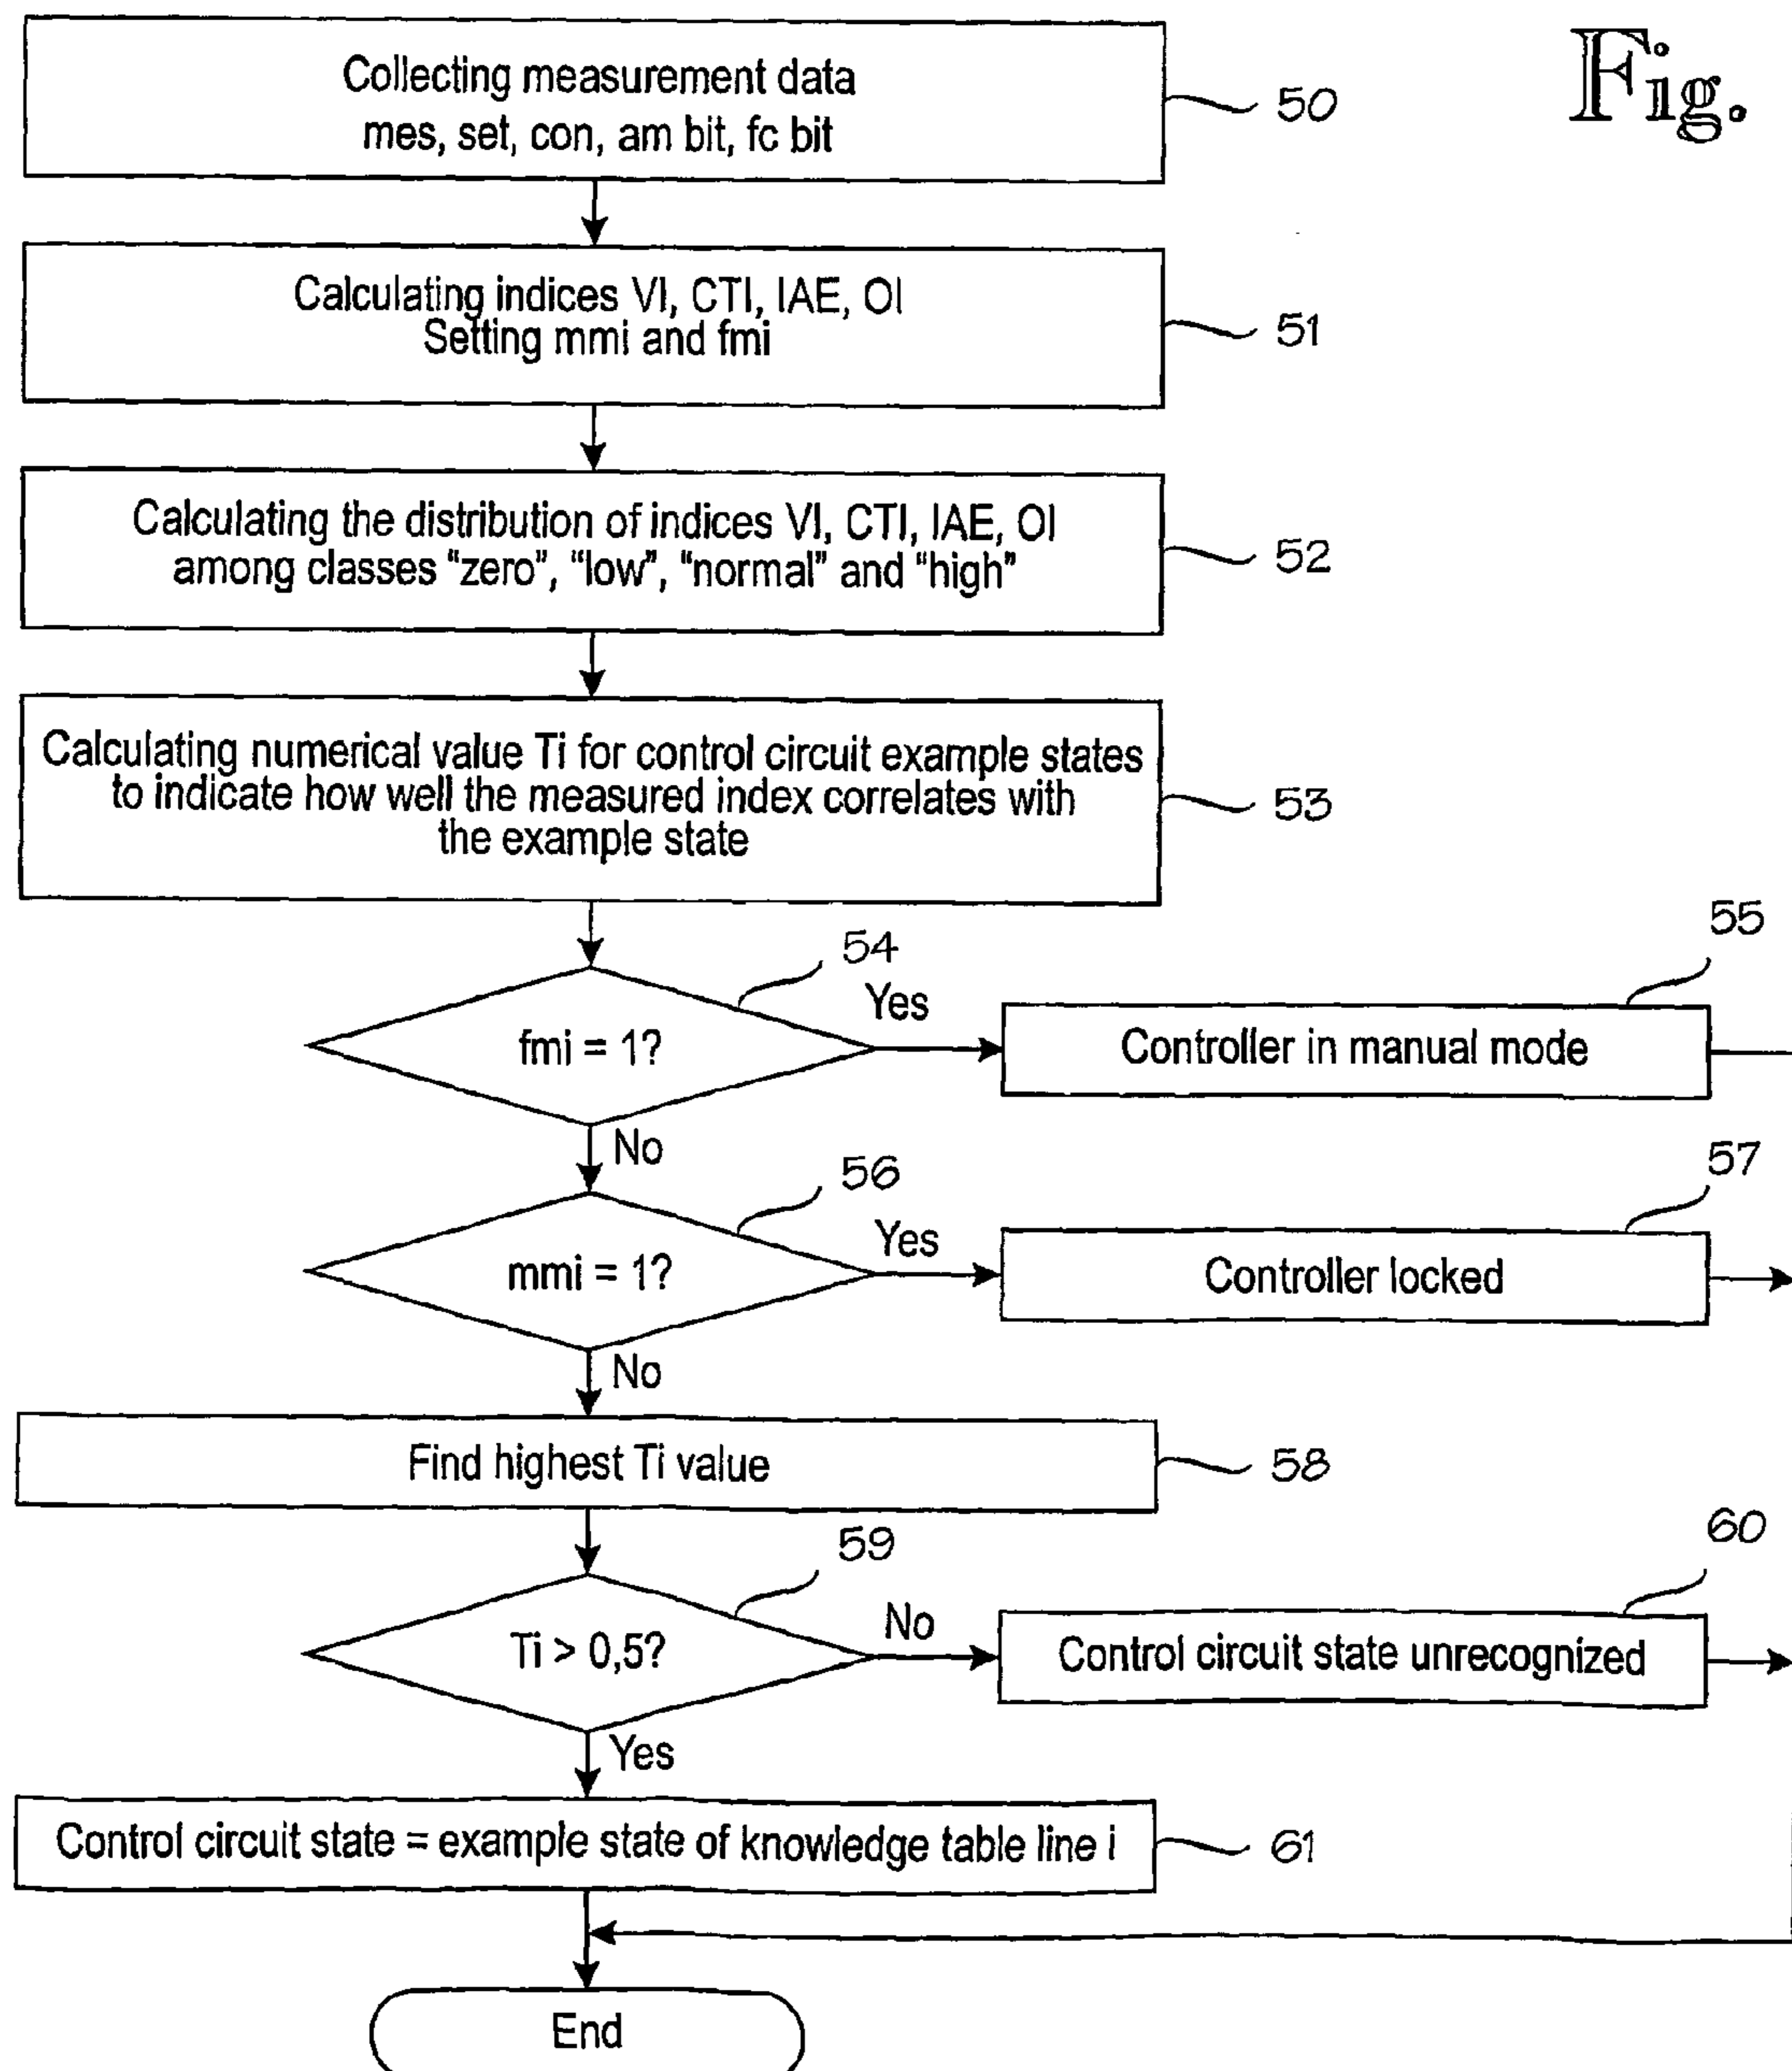 Fig.
Collecting measurement data
mes, set, con, am bit, fc bit
50
Calculating indices VI, CTI, IAE, OI
Setting mmi and fmi
51
Calculating the distribution of indices VI, CTI, IAE, OI
among classes "zero", "low", "normal" and "high"
52
Calculating numerical value Ti for control circuit example states
to indicate how well the measured index correlates with
the example state
53
54
fmi = 1?
Yes
55
Controller in manual mode
No
56
mmi = 1?
Yes
57
Controller locked
No
Find highest Ti value
58
59
Ti > 0,5?
No
60
Control circuit state unrecognized
Yes
Control circuit state = example state of knowledge table line i
61
End